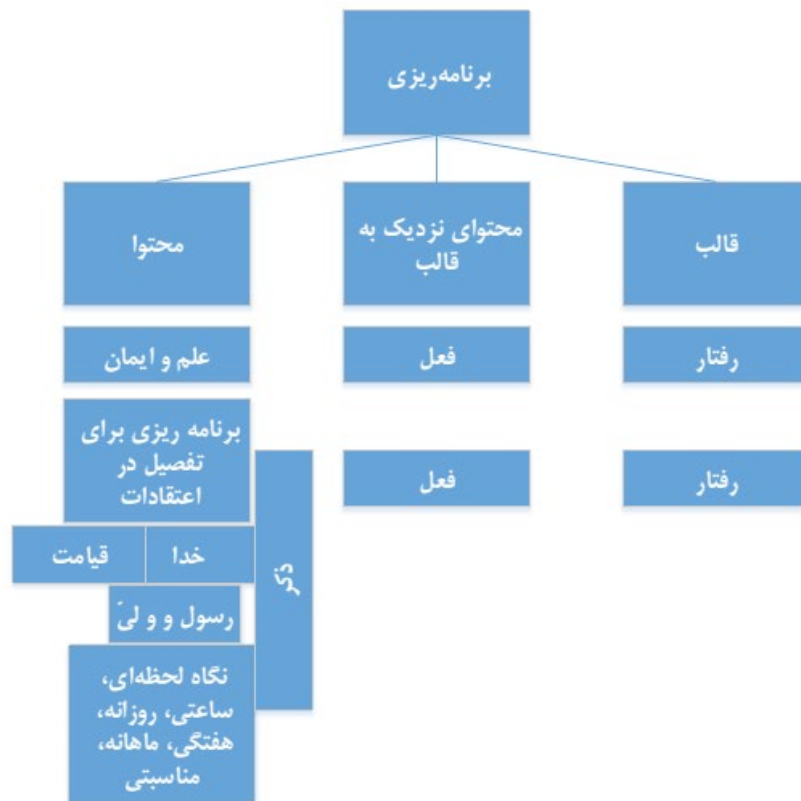 برنامه‌ریزی
قالب
محتوای نزدیک به
قالب
محتوا
رفتار
فعل
علم و ایمان
رفتار
فعل
ذکر
برنامه ریزی برای
تفصیل در
اعتقادات
خدا
قیامت
رسول و و لیّ
نگاه لحظه‌ای،
ساعتی، روزانه،
هفتگی، ماهانه،
مناسبتی